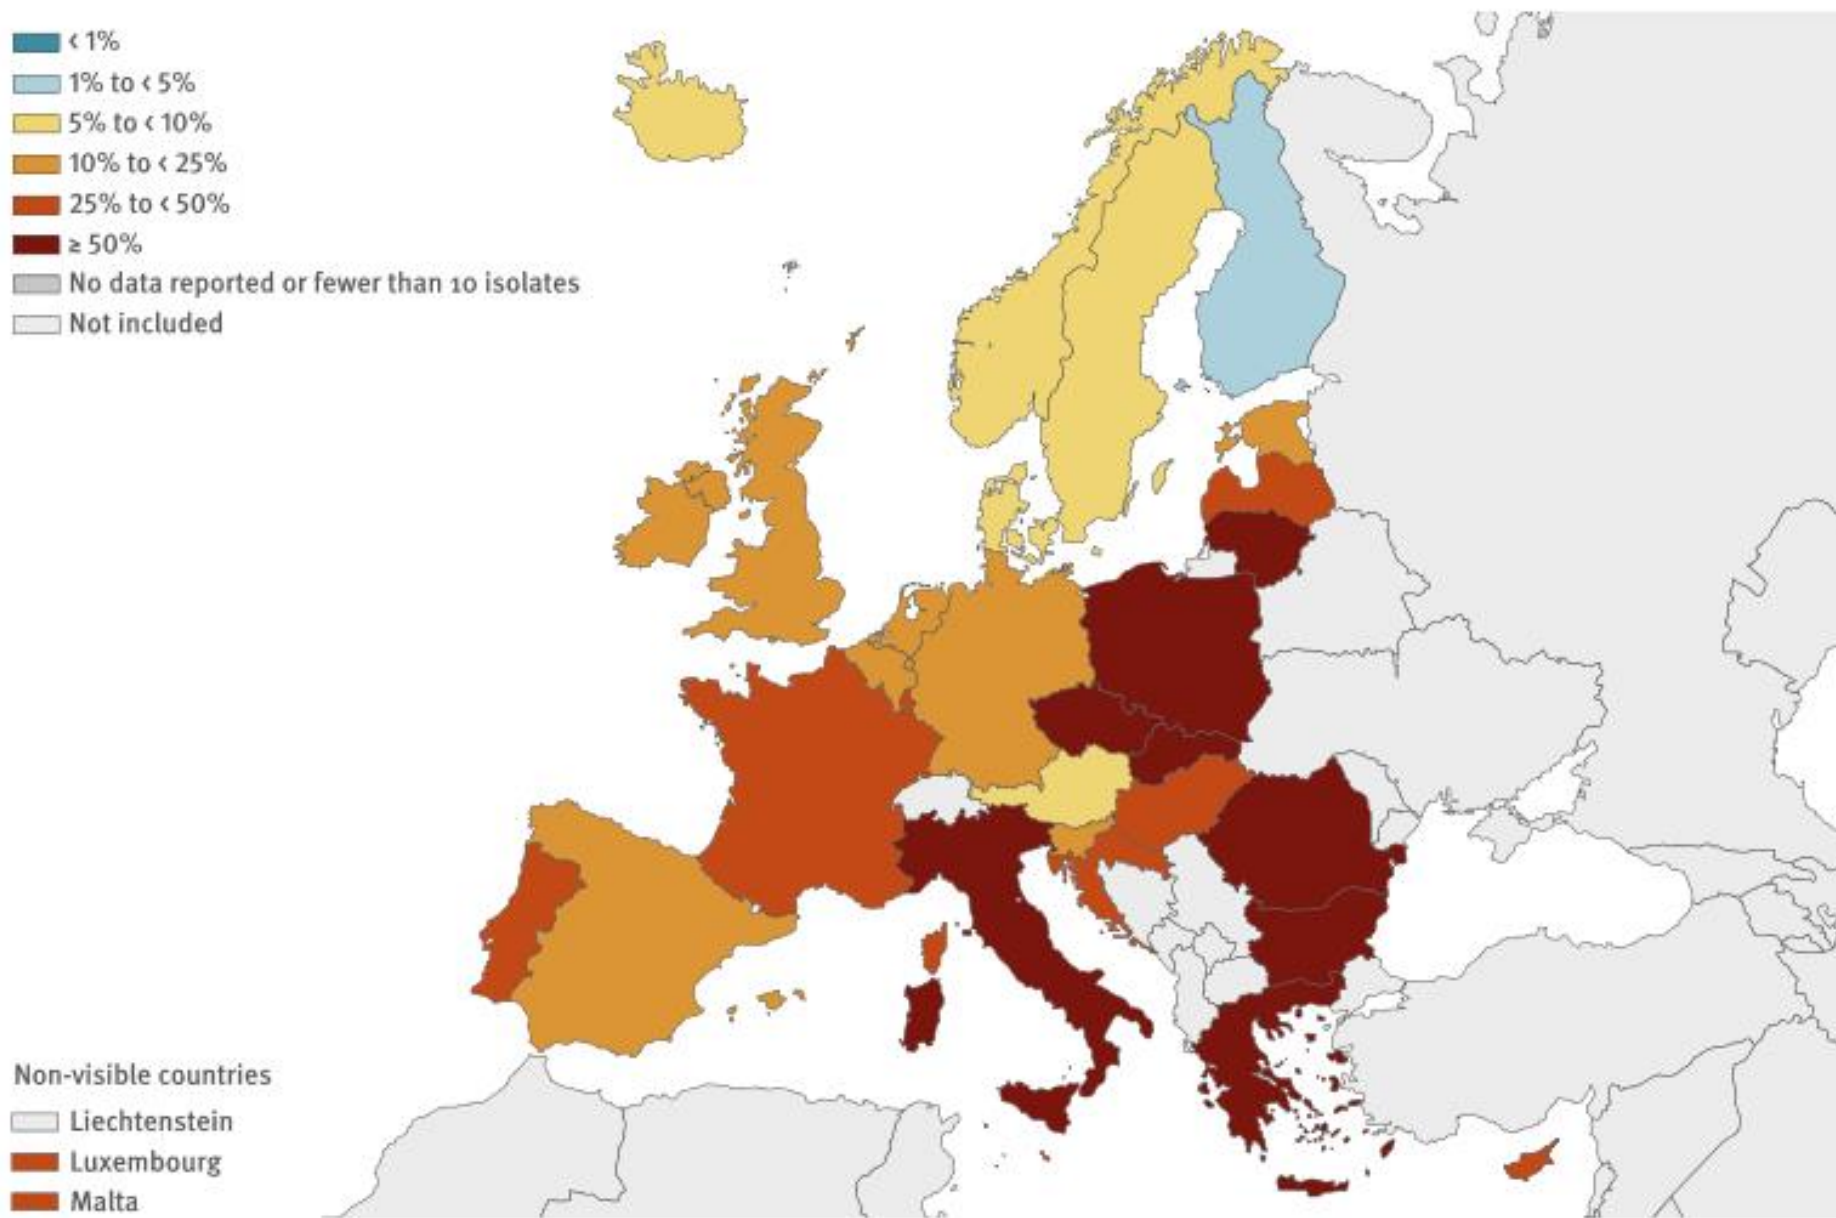 < 1%
1% to < 5%
5% to < 10%
10% to < 25%
25% to < 50%
≥ 50%
No data reported or fewer than 10 isolates
Not included
Non-visible countries
Liechtenstein
Luxembourg
Malta